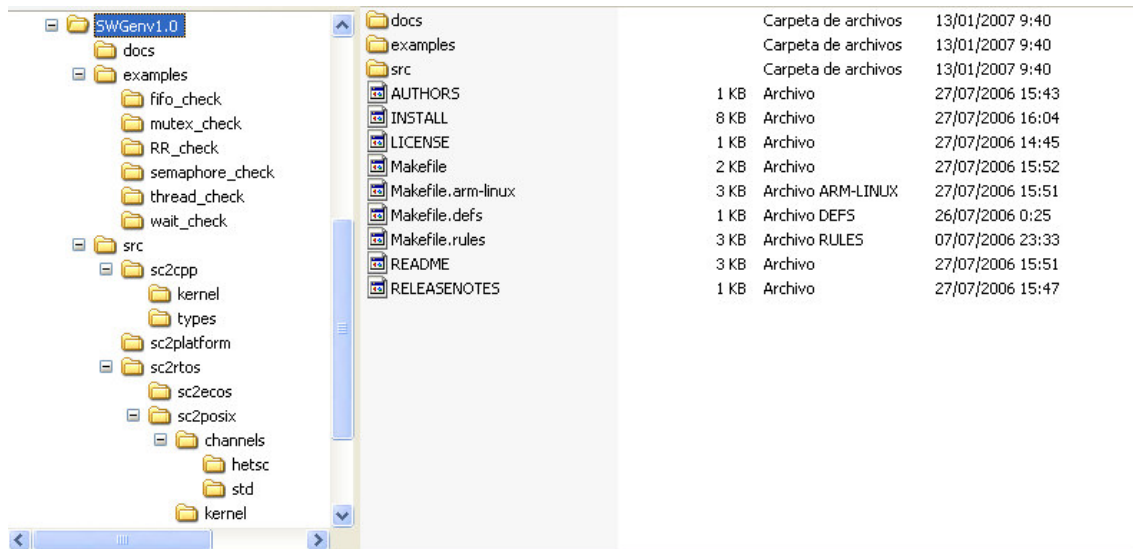 SWGenv1.0
docs
examples
fifo_check
mutex_check
RR_check
semaphore_check
thread_check
wait_check
src
sc2cpp
kernel
types
sc2platform
sc2rtos
sc2ecos
sc2posix
channels
hetsc
std
kernel
docs Carpeta de archivos 13/01/2007 9:40
examples Carpeta de archivos 13/01/2007 9:40
src Carpeta de archivos 13/01/2007 9:40
AUTHORS 1 KB Archivo 27/07/2006 15:43
INSTALL 8 KB Archivo 27/07/2006 16:04
LICENSE 1 KB Archivo 27/07/2006 14:45
Makefile 2 KB Archivo 27/07/2006 15:52
Makefile.arm-linux 3 KB Archivo ARM-LINUX 27/07/2006 15:51
Makefile.defs 1 KB Archivo DEFS 26/07/2006 0:25
Makefile.rules 3 KB Archivo RULES 07/07/2006 23:33
README 3 KB Archivo 27/07/2006 15:51
RELEASENOTES 1 KB Archivo 27/07/2006 15:47